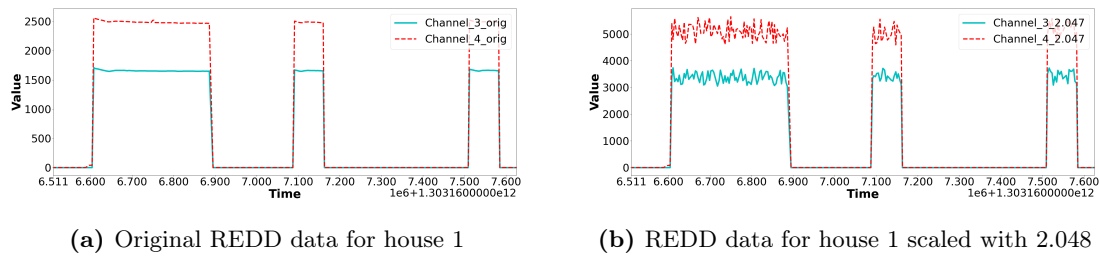 Channel_3_orig
Channel_4_orig
Value
2500
2000
1500
1000
500
0
6.511 6.600 6.700 6.800 6.900 7.000 7.100 7.200 7.300 7.400 7.500 7.600
1e6+1.3031600000e12
Time
(a) Original REDD data for house 1
Channel_3_2.047
Channel_4_2.047
Value
5000
4000
3000
2000
1000
0
6.511 6.600 6.700 6.800 6.900 7.000 7.100 7.200 7.300 7.400 7.500 7.600
1e6+1.3031600000e12
Time
(b) REDD data for house 1 scaled with 2.048